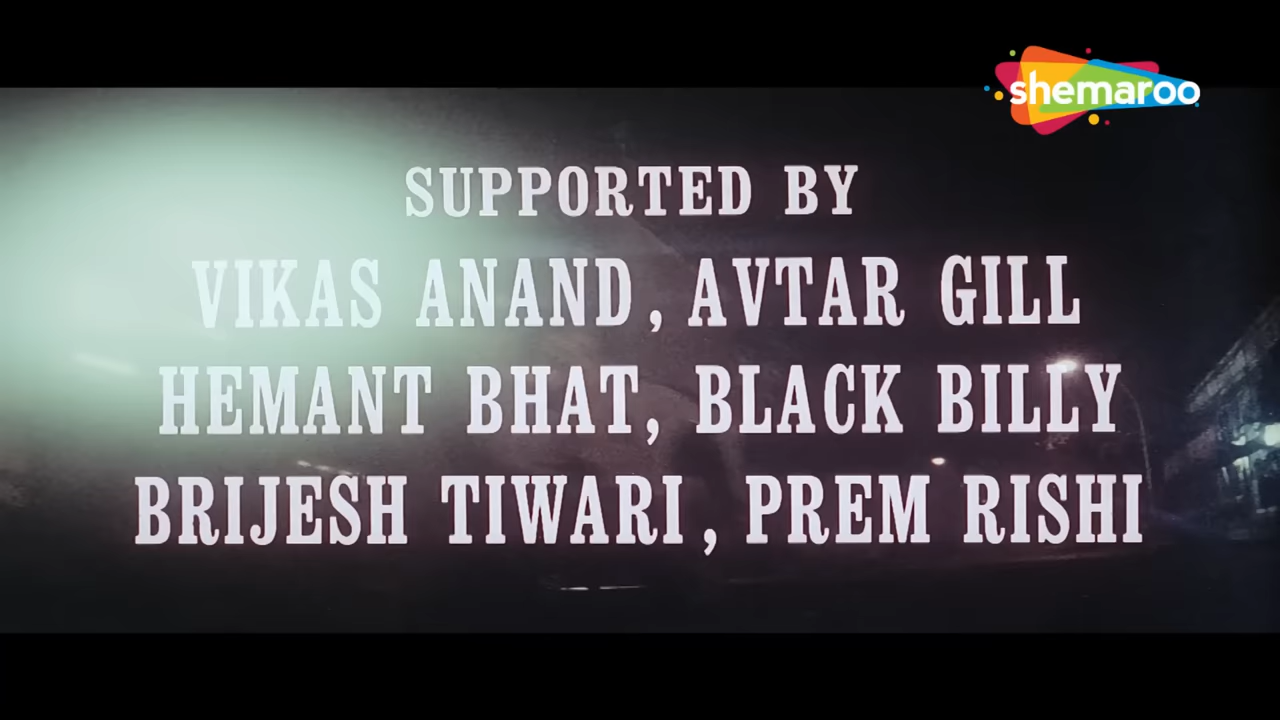 shemaroo
SUPPORTED BY
VIKAS ANAND, AVTAR GILL
HEMANT BHAT, BLACK BILLY
BRIJESH TIWARI, PREM RISHI